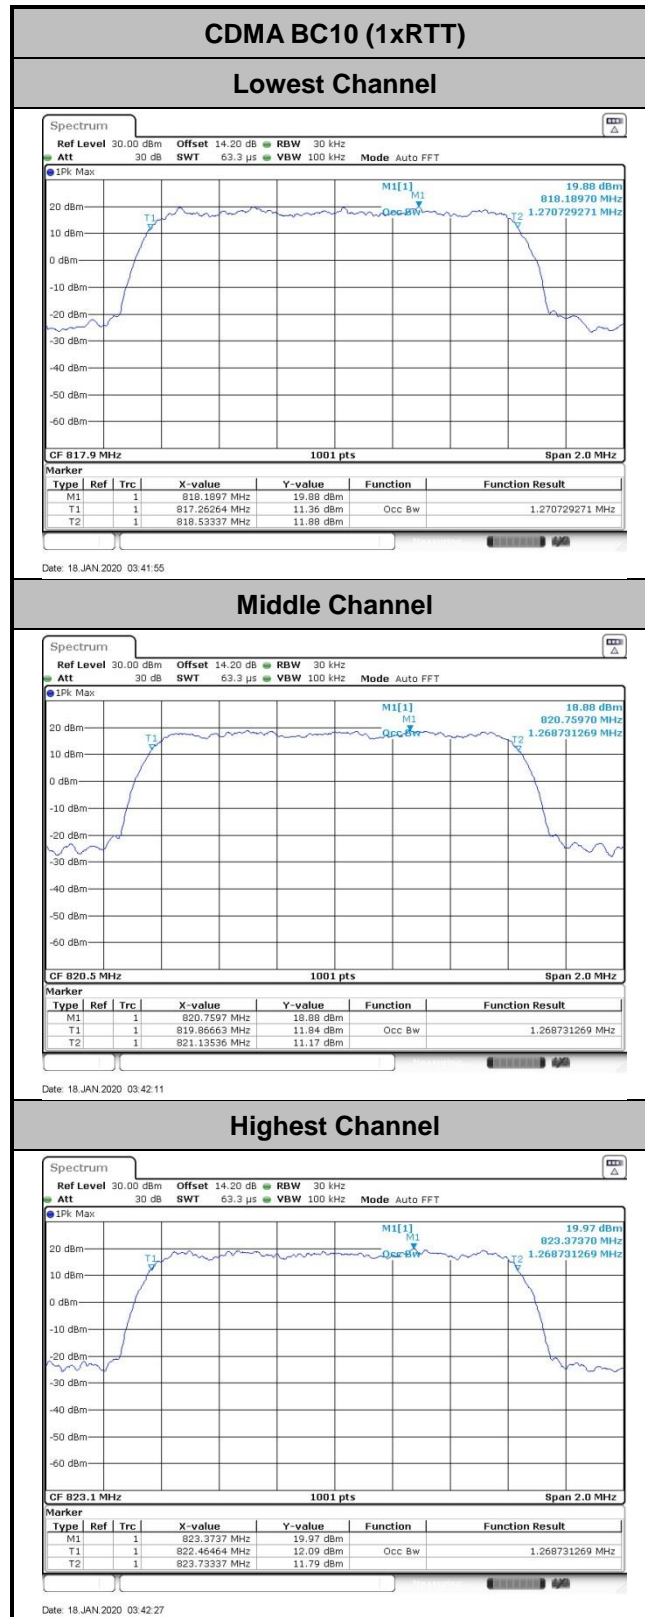 CDMA BC10 (1xRTT)
Lowest Channel
Spectrum
Ref Level 30.00 dBm Offset 14.20 dB RBW 30 kHz
Att 30 dB SWT 63.3 µs VBW 100 kHz Mode Auto FFT
1Pk Max
M1[1] 19.88 dBm
M1 818.18970 MHz
Occ Bw 1.270729271 MHz
20 dBm
T1
T2
10 dBm
0 dBm
-10 dBm
-20 dBm
-30 dBm
-40 dBm
-50 dBm
-60 dBm
CF 817.9 MHz 1001 pts Span 2.0 MHz
Marker
Type Ref Trc X-value Y-value Function Function Result
M1 1 818.1897 MHz 19.88 dBm
T1 1 817.26264 MHz 11.36 dBm Occ Bw 1.270729271 MHz
T2 1 818.53337 MHz 11.88 dBm
Date: 18.JAN.2020 03:41:55
Middle Channel
Spectrum
Ref Level 30.00 dBm Offset 14.20 dB RBW 30 kHz
Att 30 dB SWT 63.3 µs VBW 100 kHz Mode Auto FFT
1Pk Max
M1[1] 18.88 dBm
M1 820.75970 MHz
Occ Bw 1.268731269 MHz
20 dBm
T1
T2
10 dBm
0 dBm
-10 dBm
-20 dBm
-30 dBm
-40 dBm
-50 dBm
-60 dBm
CF 820.5 MHz 1001 pts Span 2.0 MHz
Marker
Type Ref Trc X-value Y-value Function Function Result
M1 1 820.7597 MHz 18.88 dBm
T1 1 819.86663 MHz 11.84 dBm Occ Bw 1.268731269 MHz
T2 1 821.13536 MHz 11.17 dBm
Date: 18.JAN.2020 03:42:11
Highest Channel
Spectrum
Ref Level 30.00 dBm Offset 14.20 dB RBW 30 kHz
Att 30 dB SWT 63.3 µs VBW 100 kHz Mode Auto FFT
1Pk Max
M1[1] 19.97 dBm
M1 823.37370 MHz
Occ Bw 1.268731269 MHz
20 dBm
T1
T2
10 dBm
0 dBm
-10 dBm
-20 dBm
-30 dBm
-40 dBm
-50 dBm
-60 dBm
CF 823.1 MHz 1001 pts Span 2.0 MHz
Marker
Type Ref Trc X-value Y-value Function Function Result
M1 1 823.3737 MHz 19.97 dBm
T1 1 822.46464 MHz 12.09 dBm Occ Bw 1.268731269 MHz
T2 1 823.73337 MHz 11.79 dBm
Date: 18.JAN.2020 03:42:27